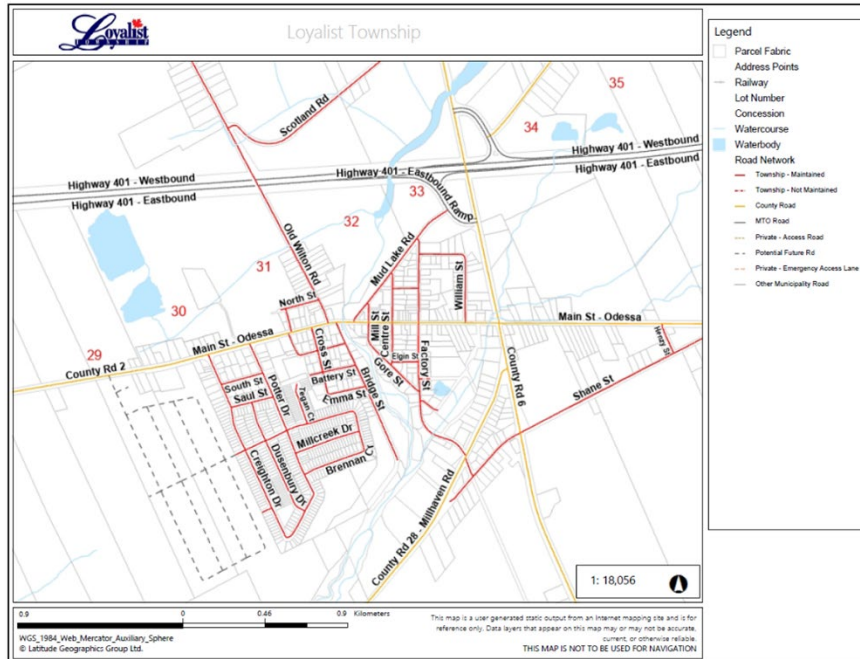 Loyalist
TOWNSHIP
Loyalist Township
Legend
Parcel Fabric
Address Points
Railway
Lot Number
Concession
Watercourse
Waterbody
Road Network
Township - Maintained
Township - Not Maintained
County Road
MTO Road
Private - Access Road
Potential Future Rd
Private - Emergency Access Lane
Other Municipality Road
35
34
Scotland Rd
Highway 401 - Westbound
Highway 401 - Eastbound
Highway 401 - Westbound
Highway 401 - Eastbound
Highway 401 - Eastbound Ramp
33
32
31
30
29
Old Wilton Rd
Mud Lake Rd
William St
North St
Main St - Odessa
Main St - Odessa
County Rd 2
Mill St
Centre St
Cross St
Elgin St
Factory St
Gore St
Henry St
County Rd 6
Shane St
South St
Saul St
Potter Dr
Battery St
Emma St
Tegan Ct
Bridge St
Millcreek Dr
Brennan Cr
Dusenbury Dr
Creighton Dr
County Rd 28 - Millhaven Rd
1: 18,056
0.9
0
0.46
0.9
Kilometers
WGS_1984_Web_Mercator_Auxiliary_Sphere
© Latitude Geographics Group Ltd.
This map is a user generated static output from an Internet mapping site and is for
reference only. Data layers that appear on this map may or may not be accurate,
current, or otherwise reliable.
THIS MAP IS NOT TO BE USED FOR NAVIGATION